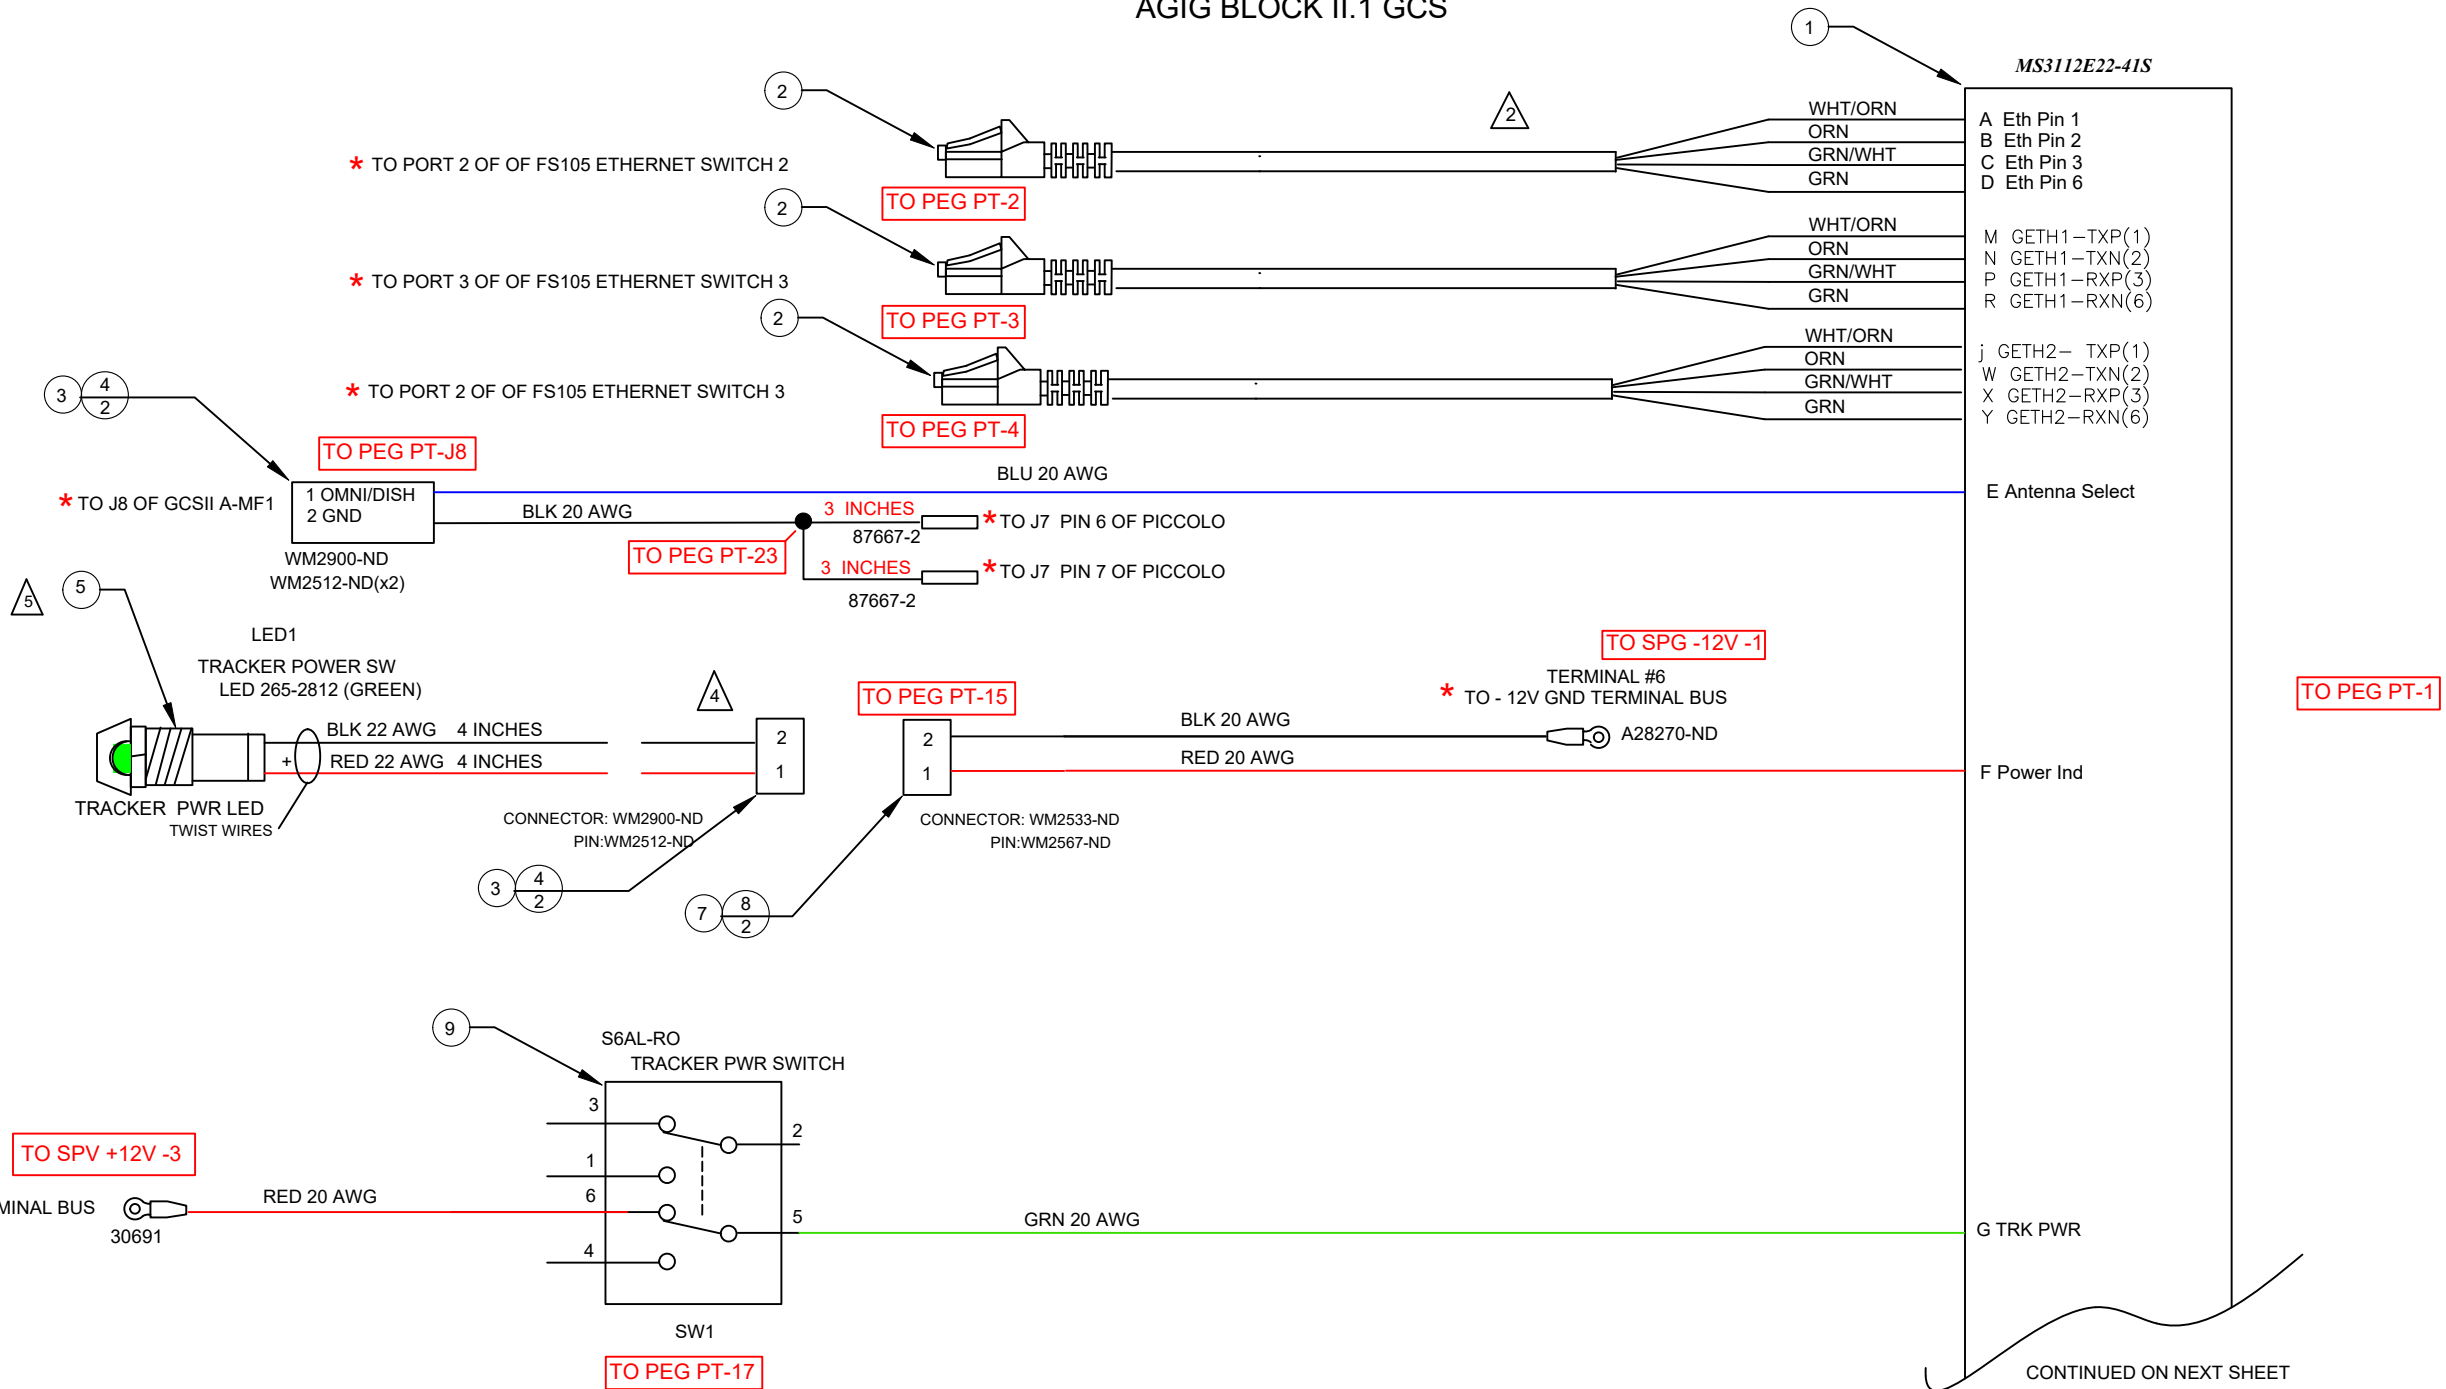 AGIG BLOCK II.1 GCS
1
MS3112E22-41S
2
2
WHT/ORN
ORN
GRN/WHT
GRN
A Eth Pin 1
B Eth Pin 2
C Eth Pin 3
D Eth Pin 6
* TO PORT 2 OF OF FS105 ETHERNET SWITCH 2
TO PEG PT-2
2
WHT/ORN
ORN
GRN/WHT
GRN
M GETH1-TXP(1)
N GETH1-TXN(2)
P GETH1-RXP(3)
R GETH1-RXN(6)
* TO PORT 3 OF OF FS105 ETHERNET SWITCH 3
TO PEG PT-3
2
WHT/ORN
ORN
GRN/WHT
GRN
j GETH2- TXP(1)
W GETH2-TXN(2)
X GETH2-RXP(3)
Y GETH2-RXN(6)
* TO PORT 2 OF OF FS105 ETHERNET SWITCH 3
TO PEG PT-4
3
4
2
TO PEG PT-J8
* TO J8 OF GCSII A-MF1
1 OMNI/DISH
2 GND
WM2900-ND
WM2512-ND(x2)
BLU 20 AWG
E Antenna Select
BLK 20 AWG
TO PEG PT-23
3 INCHES
87667-2
* TO J7 PIN 6 OF PICCOLO
3 INCHES
87667-2
* TO J7 PIN 7 OF PICCOLO
5
5
LED1
TRACKER POWER SW
LED 265-2812 (GREEN)
BLK 22 AWG 4 INCHES
+ RED 22 AWG 4 INCHES
TRACKER PWR LED
TWIST WIRES
4
2
1
CONNECTOR: WM2900-ND
PIN:WM2512-ND
3
4
2
TO PEG PT-15
2
1
CONNECTOR: WM2533-ND
PIN:WM2567-ND
7
8
2
BLK 20 AWG
RED 20 AWG
TO SPG -12V -1
TERMINAL #6
* TO - 12V GND TERMINAL BUS
A28270-ND
F Power Ind
TO PEG PT-1
9
S6AL-RO
TRACKER PWR SWITCH
3
2
1
6
5
4
SW1
TO PEG PT-17
TO SPV +12V -3
MINAL BUS
30691
RED 20 AWG
GRN 20 AWG
G TRK PWR
CONTINUED ON NEXT SHEET